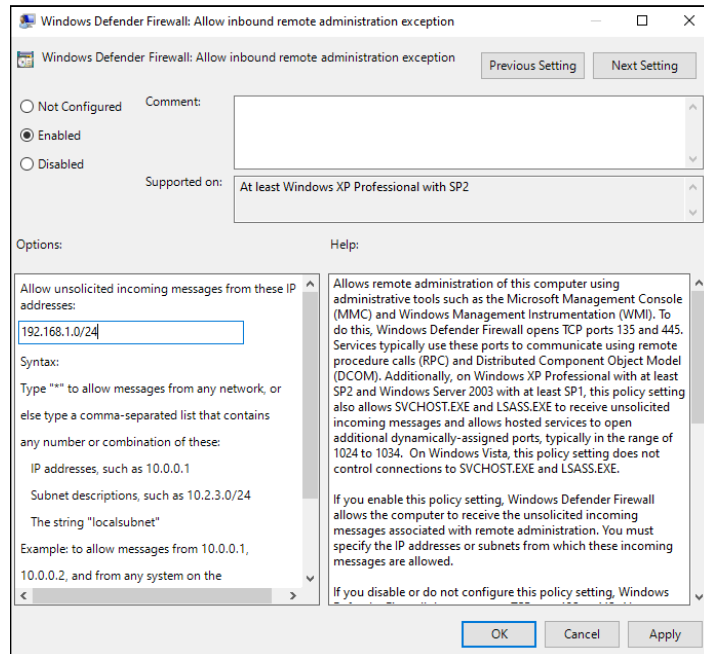 Windows Defender Firewall: Allow inbound remote administration exception
Windows Defender Firewall: Allow inbound remote administration exception
Previous Setting
Next Setting
Not Configured
Enabled
Disabled
Comment:
Supported on:
At least Windows XP Professional with SP2
Options:
Help:
Allow unsolicited incoming messages from these IP
addresses:
192.168.1.0/24
Syntax:
Type "*" to allow messages from any network, or
else type a comma-separated list that contains
any number or combination of these:
IP addresses, such as 10.0.0.1
Subnet descriptions, such as 10.2.3.0/24
The string "localsubnet"
Example: to allow messages from 10.0.0.1,
10.0.0.2, and from any system on the
Allows remote administration of this computer using
administrative tools such as the Microsoft Management Console
(MMC) and Windows Management Instrumentation (WMI). To
do this, Windows Defender Firewall opens TCP ports 135 and 445.
Services typically use these ports to communicate using remote
procedure calls (RPC) and Distributed Component Object Model
(DCOM). Additionally, on Windows XP Professional with at least
SP2 and Windows Server 2003 with at least SP1, this policy setting
also allows SVCHOST.EXE and LSASS.EXE to receive unsolicited
incoming messages and allows hosted services to open
additional dynamically-assigned ports, typically in the range of
1024 to 1034. On Windows Vista, this policy setting does not
control connections to SVCHOST.EXE and LSASS.EXE.
If you enable this policy setting, Windows Defender Firewall
allows the computer to receive the unsolicited incoming
messages associated with remote administration. You must
specify the IP addresses or subnets from which these incoming
messages are allowed.
If you disable or do not configure this policy setting, Windows
OK
Cancel
Apply